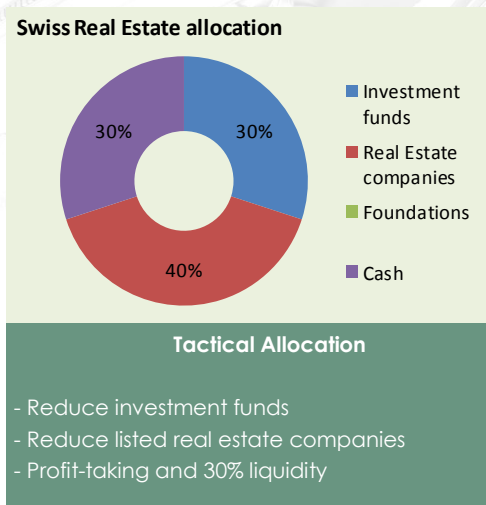 Swiss Real Estate allocation
30%
30%
40%
Investment
funds
Real Estate
companies
Foundations
Cash
Tactical Allocation
- Reduce investment funds
- Reduce listed real estate companies
- Profit-taking and 30% liquidity